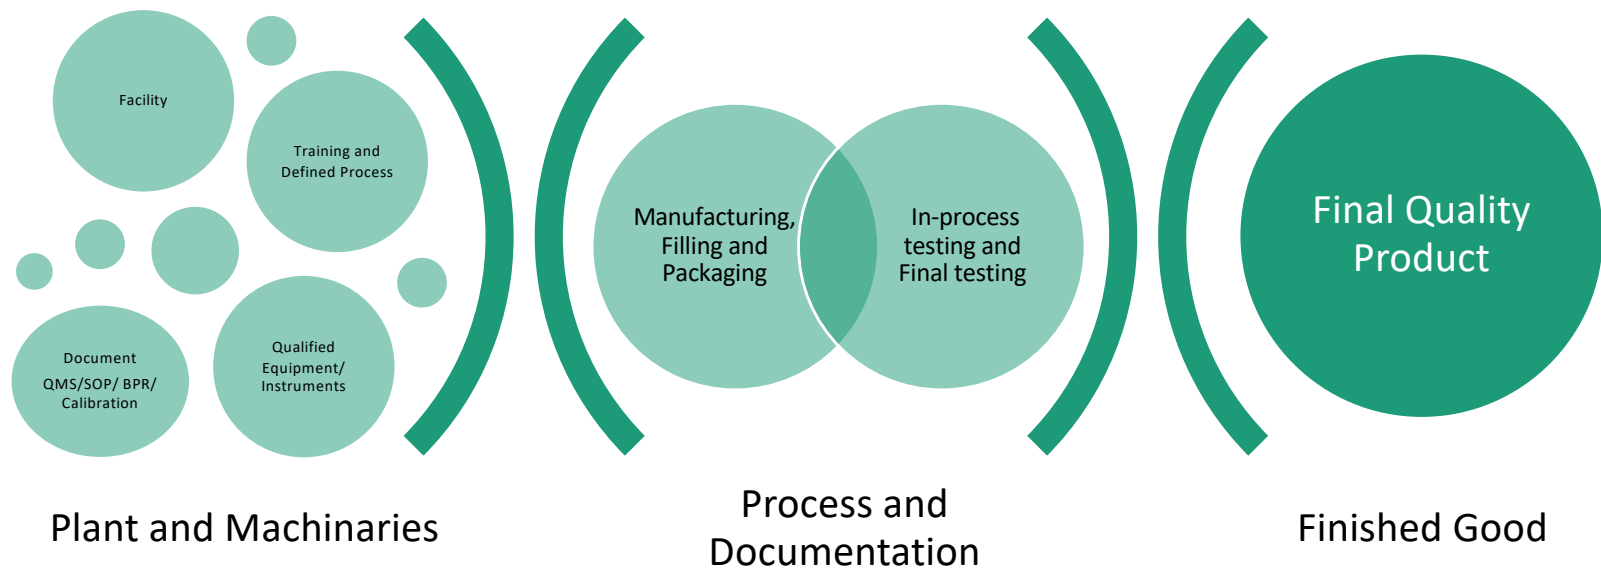 Facility
Training and
Defined Process
Document
QMS/SOP/ BPR/
Calibration
Qualified
Equipment/
Instruments
Plant and Machinaries
Manufacturing,
Filling and
Packaging
In-process
testing and
Final testing
Process and
Documentation
Final Quality
Product
Finished Good